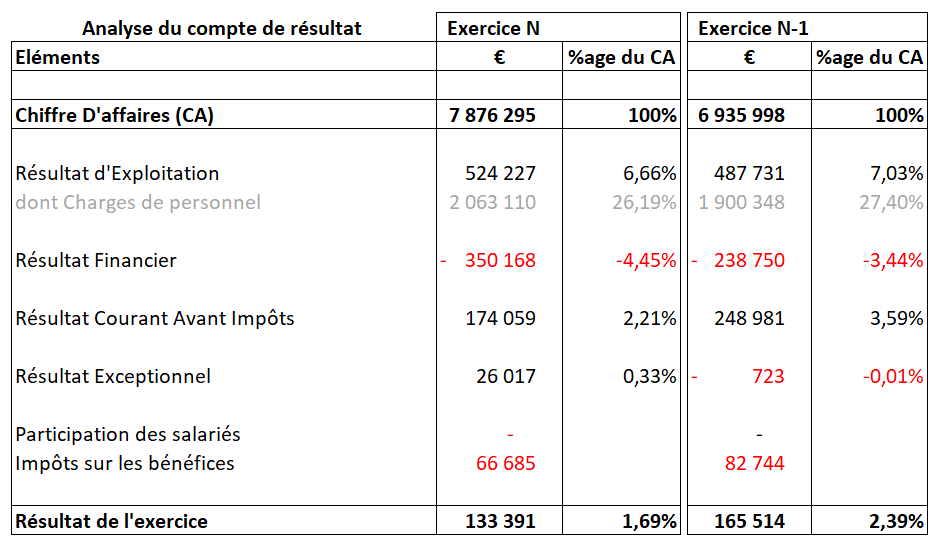 Analyse du compte de résultat Exercice N Exercice N-1
Eléments € %age du CA € %age du CA
Chiffre D'affaires (CA) 7 876 295 100% 6 935 998 100%
Résultat d'Exploitation 524 227 6,66% 487 731 7,03%
dont Charges de personnel 2 063 110 26,19% 1 900 348 27,40%
Résultat Financier - 350 168 -4,45% - 238 750 -3,44%
Résultat Courant Avant Impôts 174 059 2,21% 248 981 3,59%
Résultat Exceptionnel 26 017 0,33% - 723 -0,01%
Participation des salariés - -
Impôts sur les bénéfices 66 685 82 744
Résultat de l'exercice 133 391 1,69% 165 514 2,39%